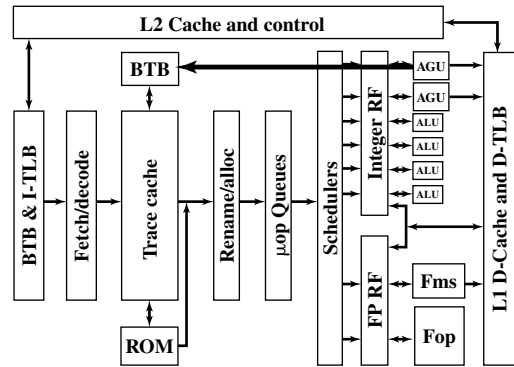 L2 Cache and control
BTB
BTB & I-TLB
Fetch/decode
Trace cache
ROM
Rename/alloc
µop Queues
Schedulers
Integer RF
FP RF
AGU
AGU
ALU
ALU
ALU
ALU
Fms
Fop
L1 D-Cache and D-TLB